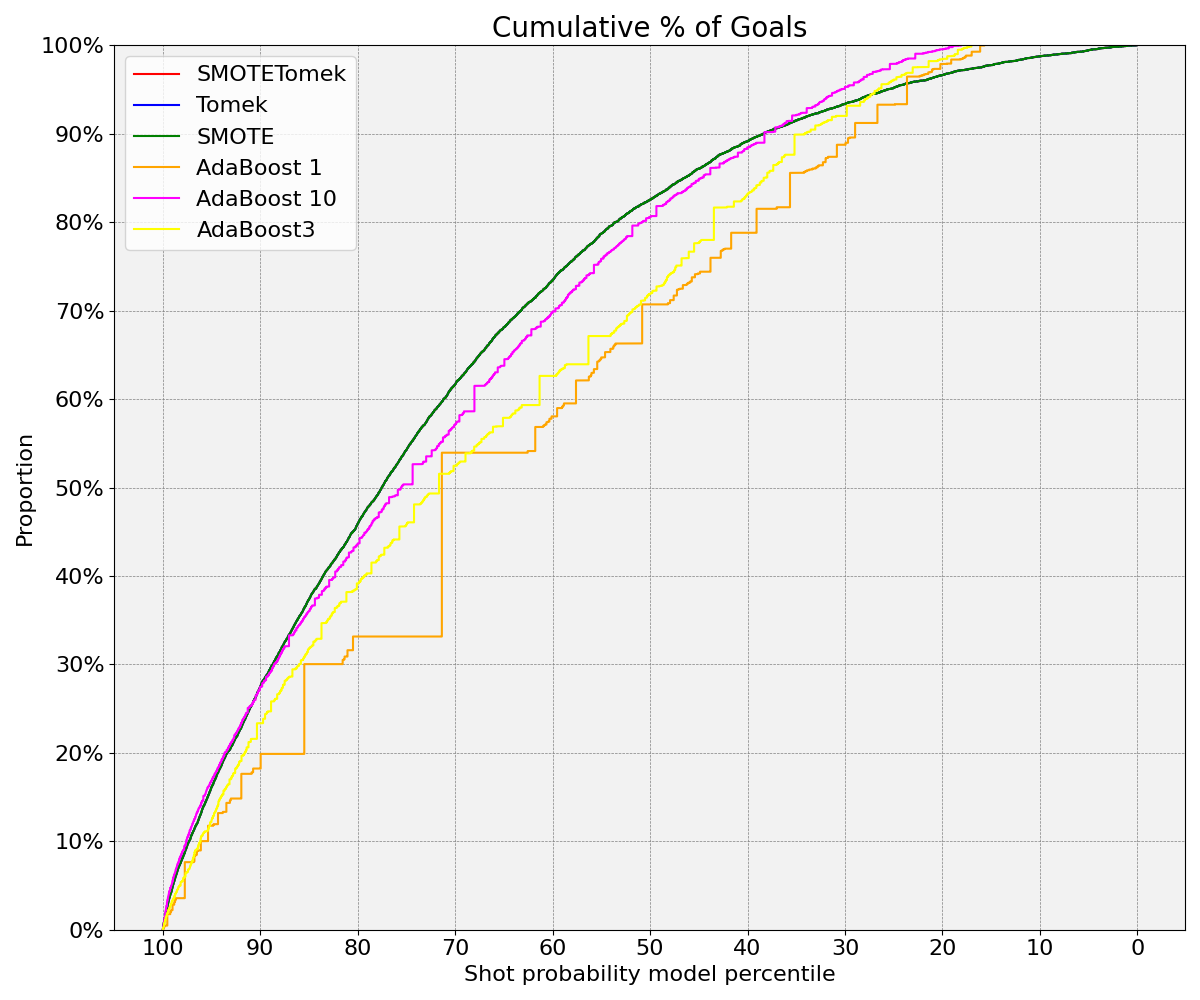 Cumulative % of Goals
100%
90%
80%
70%
60%
50%
40%
30%
20%
10%
0%
Proportion
SMOTETomek
Tomek
SMOTE
AdaBoost 1
AdaBoost 10
AdaBoost3
100 90 80 70 60 50 40 30 20 10 0
Shot probability model percentile